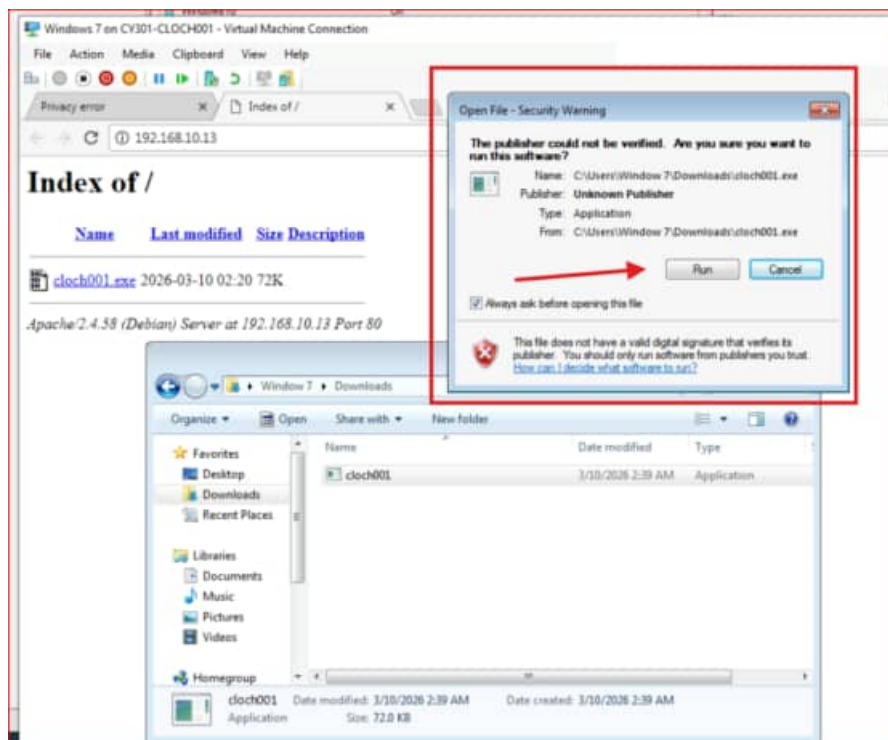 Windows 7 on CY301-CLOCH001 - Virtual Machine Connection
File Action Media Clipboard View Help
Privacy error
Index of /
192.168.10.13
Index of /
Name Last modified Size Description
cloch001.exe 2026-03-10 02:20 72K
Apache/2.4.58 (Debian) Server at 192.168.10.13 Port 80
Open File - Security Warning
The publisher could not be verified. Are you sure you want to
run this software?
Name: C:\Users\Window 7\Downloads\cloch001.exe
Publisher: Unknown Publisher
Type: Application
From: C:\Users\Window 7\Downloads\cloch001.exe
Run Cancel
Always ask before opening this file
This file does not have a valid digital signature that verifies its
publisher. You should only run software from publishers you trust.
How can I decide what software to run?
Window 7 Downloads
Organize Open Share with New folder
Name Date modified Type
Favorites
Desktop
Downloads
Recent Places
Libraries
Documents
Music
Pictures
Videos
Homegroup
cloch001 3/10/2026 2:39 AM Application
cloch001 Date modified: 3/10/2026 2:39 AM Date created: 3/10/2026 2:39 AM
Application Size: 72.0 KB